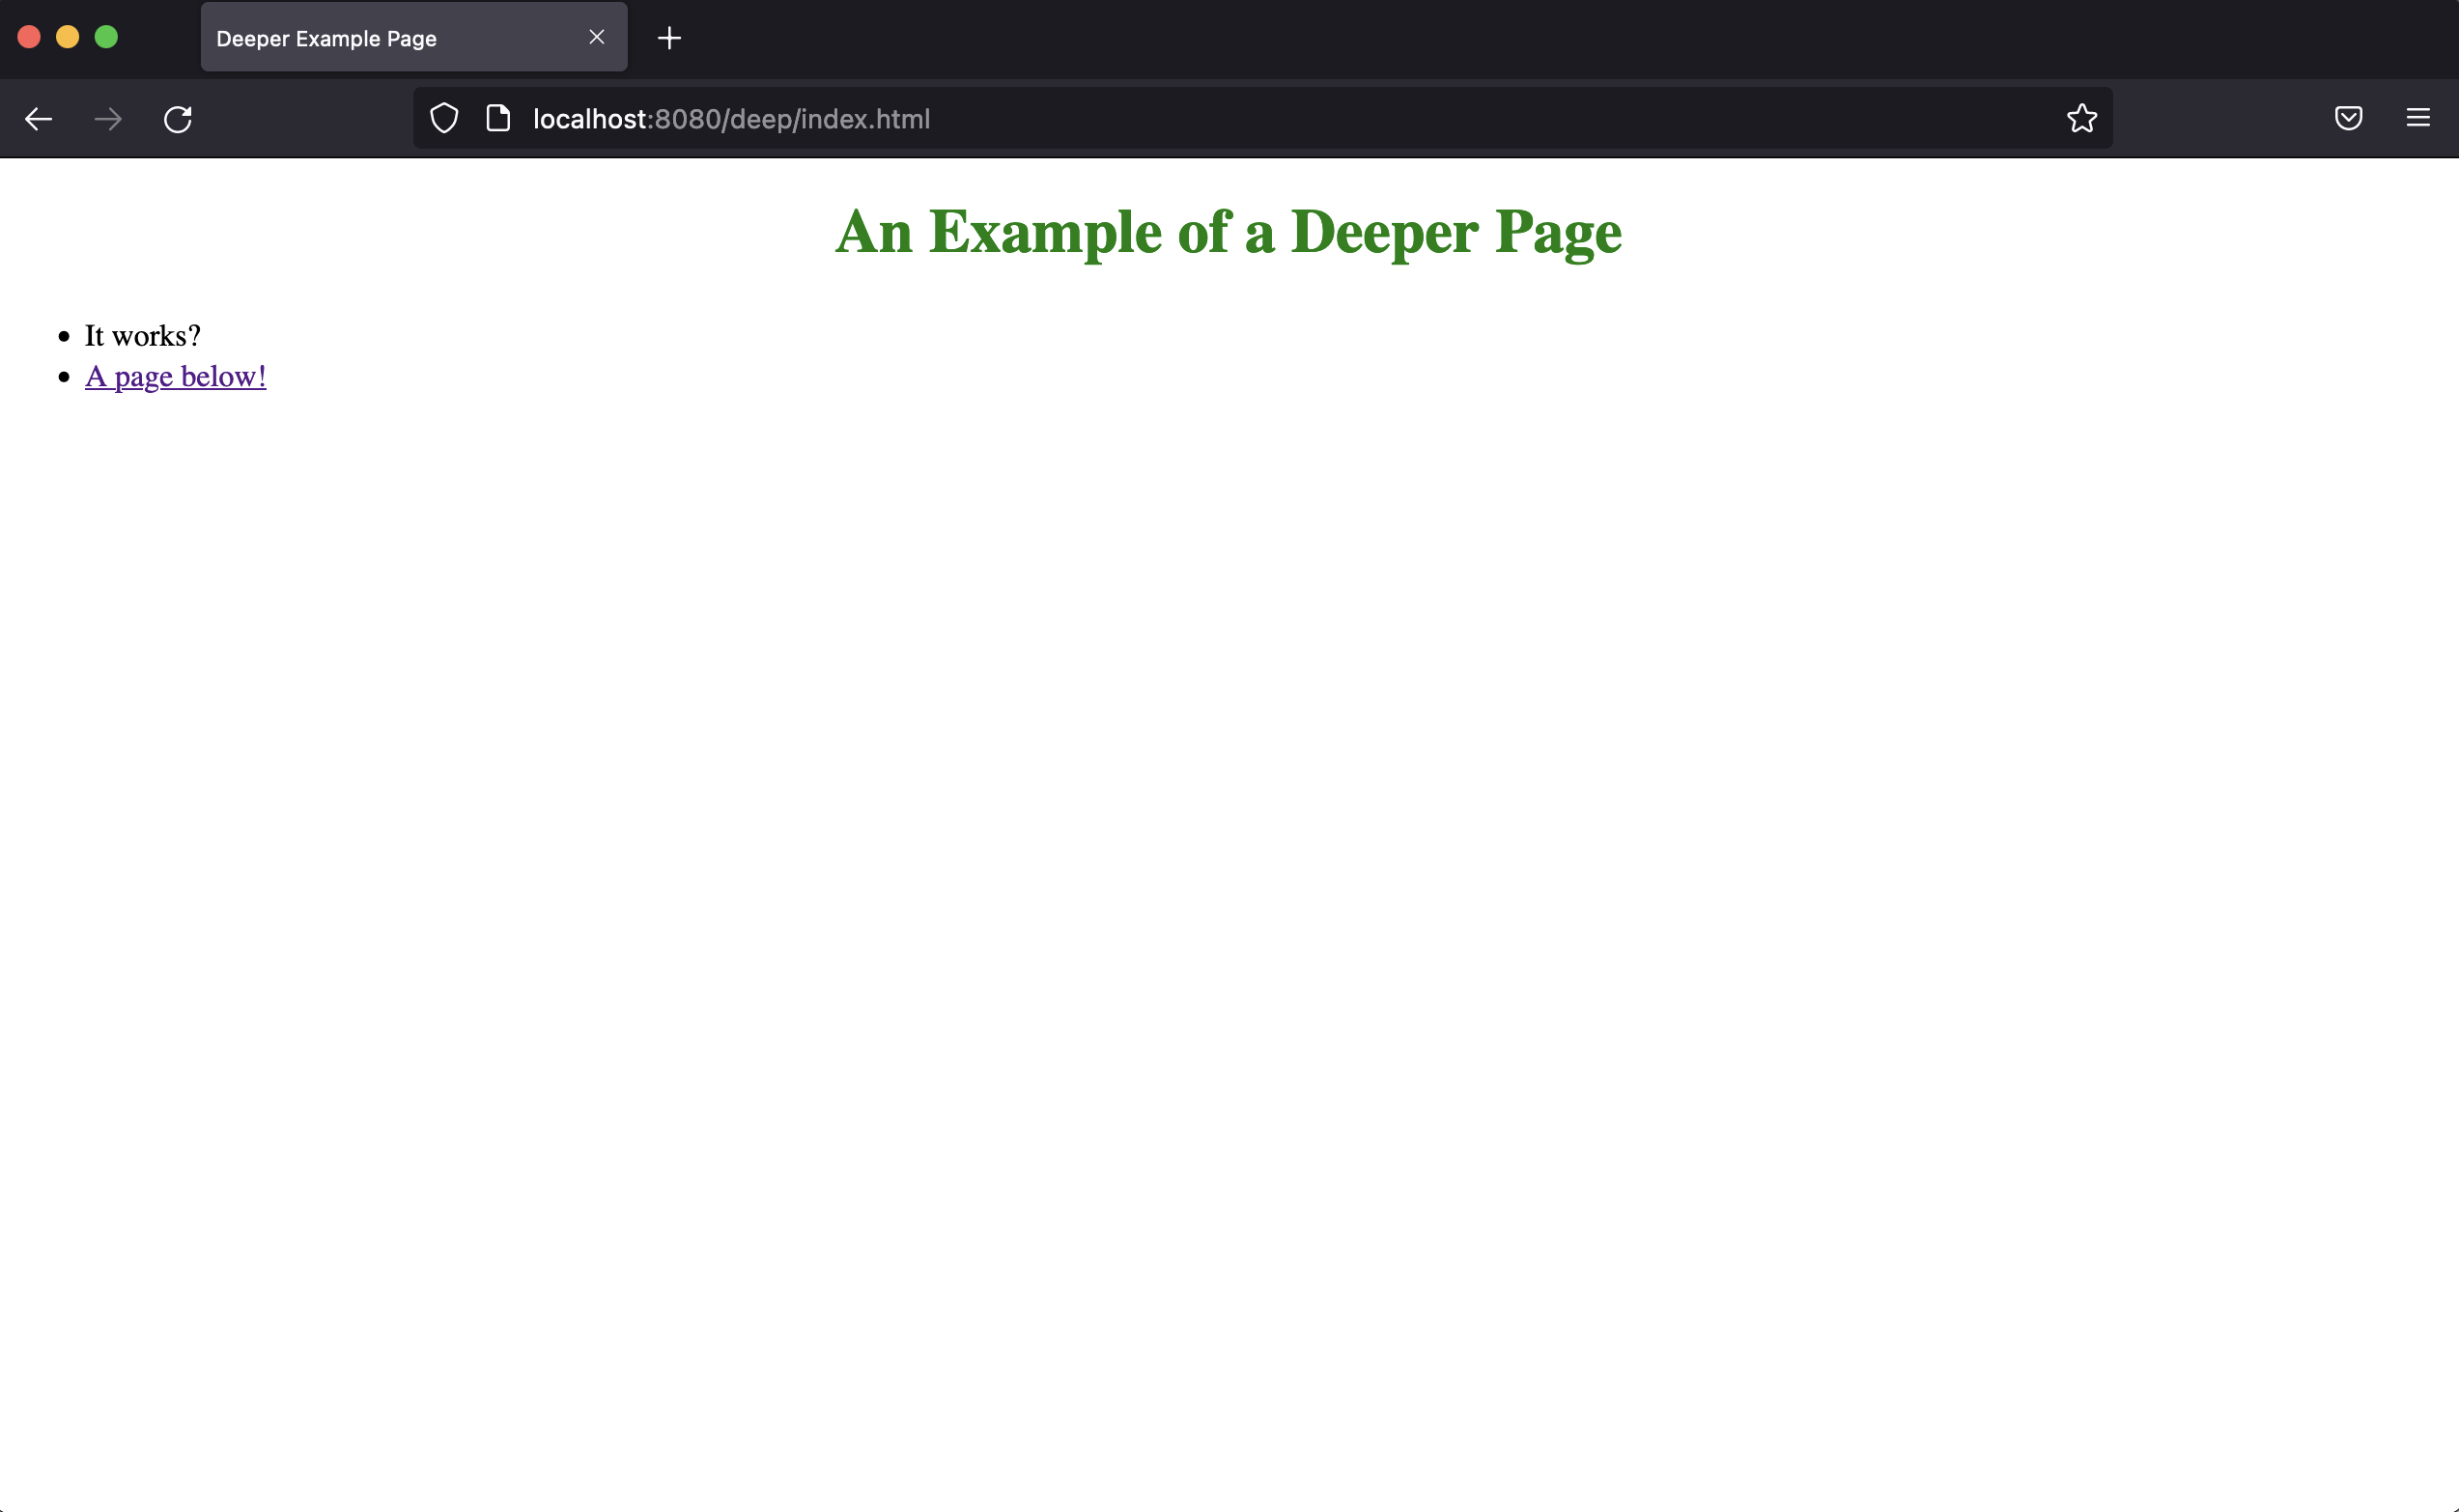 Deeper Example Page
localhost:8080/deep/index.html
An Example of a Deeper Page
It works?
A page below!